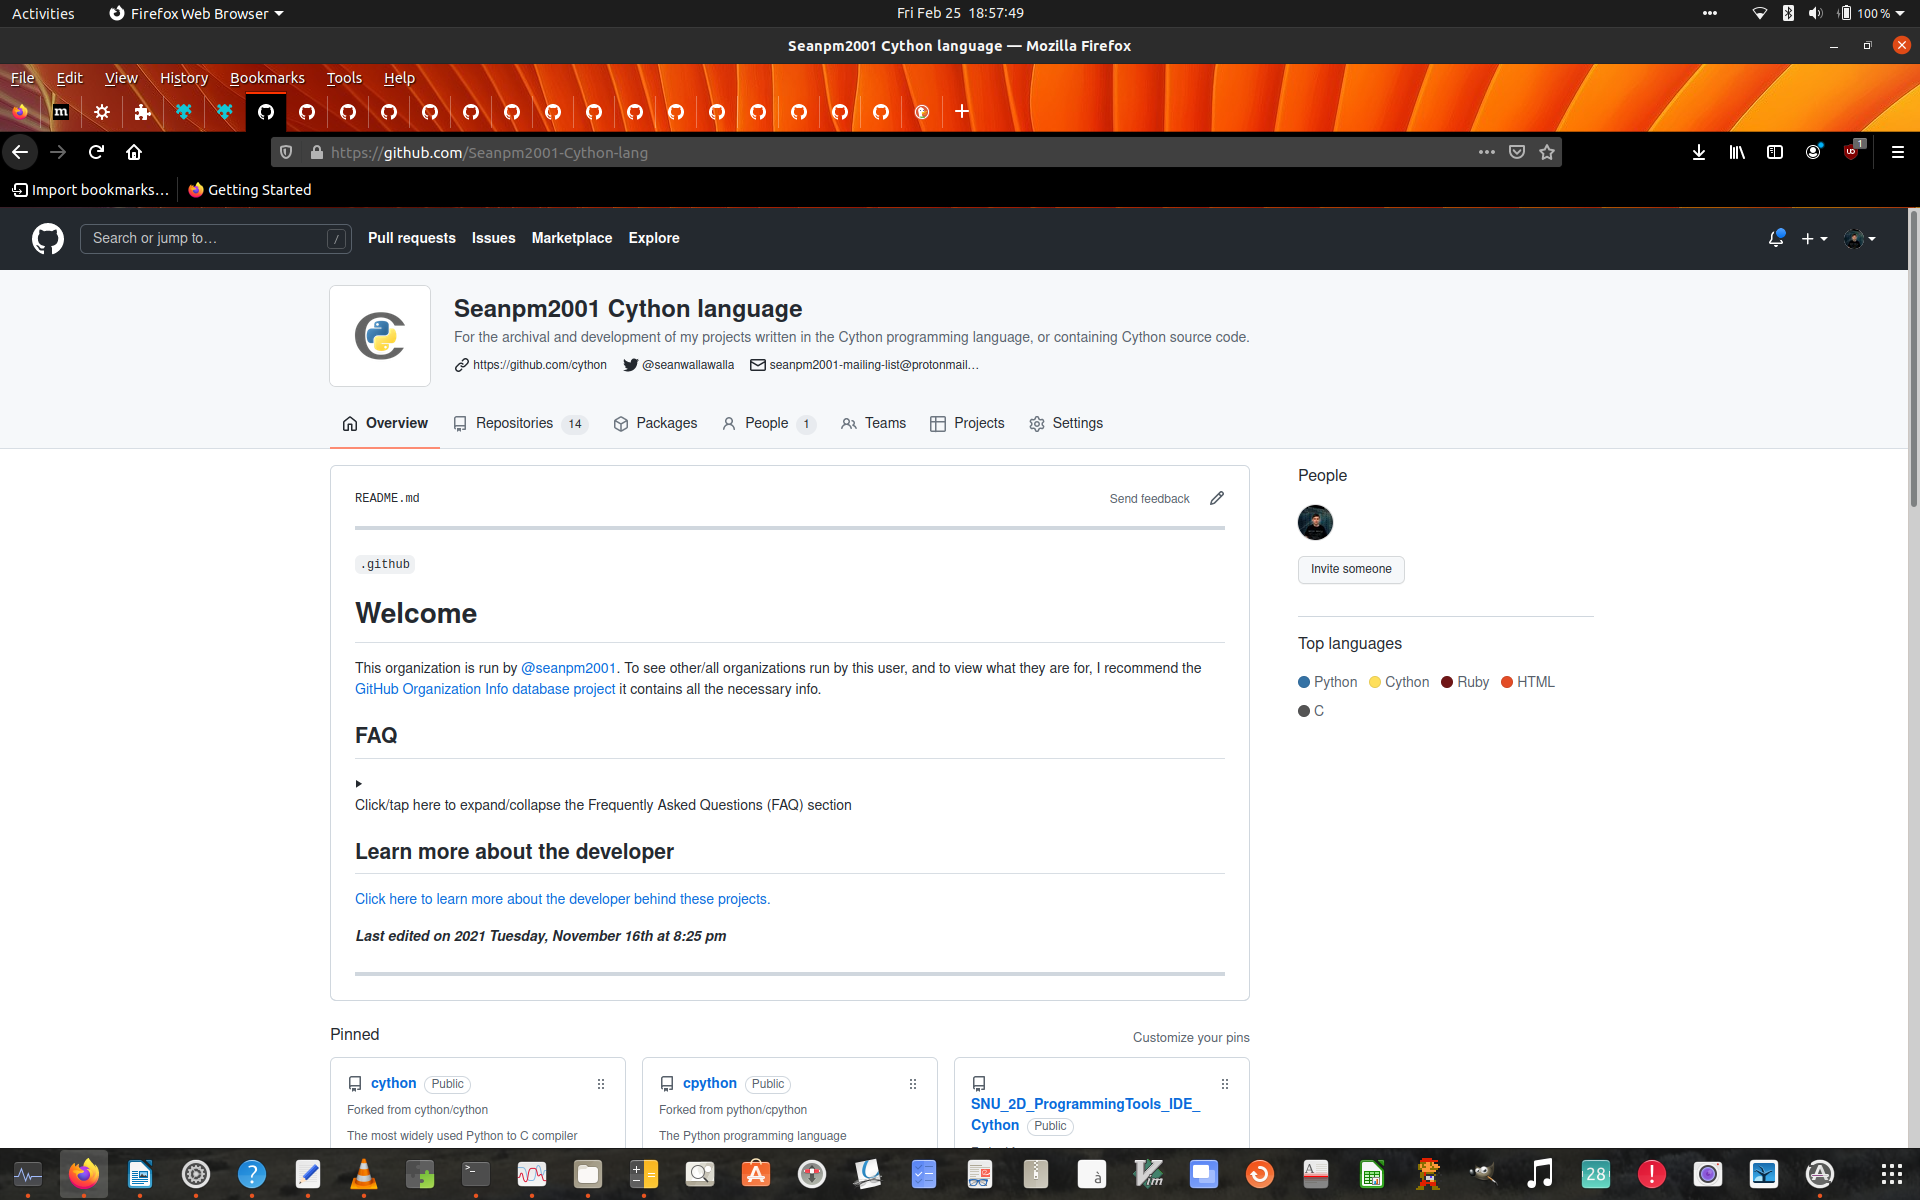 Activities
Firefox Web Browser
Fri Feb 25 18:57:49
100 %
Seanpm2001 Cython language — Mozilla Firefox
File Edit View History Bookmarks Tools Help
m
https://github.com/Seanpm2001-Cython-lang
1
Import bookmarks…
Getting Started
Search or jump to…
/
Pull requests
Issues
Marketplace
Explore
Seanpm2001 Cython language
For the archival and development of my projects written in the Cython programming language, or containing Cython source code.
https://github.com/cython
@seanwallawalla
seanpm2001-mailing-list@protonmail…
Overview
Repositories 14
Packages
People 1
Teams
Projects
Settings
README.md
Send feedback
.github
Welcome
This organization is run by @seanpm2001. To see other/all organizations run by this user, and to view what they are for, I recommend the
GitHub Organization Info database project it contains all the necessary info.
FAQ
Click/tap here to expand/collapse the Frequently Asked Questions (FAQ) section
Learn more about the developer
Click here to learn more about the developer behind these projects.
Last edited on 2021 Tuesday, November 16th at 8:25 pm
People
Invite someone
Top languages
Python Cython Ruby HTML
C
Pinned
Customize your pins
cython Public
Forked from cython/cython
The most widely used Python to C compiler
cpython Public
Forked from python/cpython
The Python programming language
SNU_2D_ProgrammingTools_IDE_
Cython Public
28